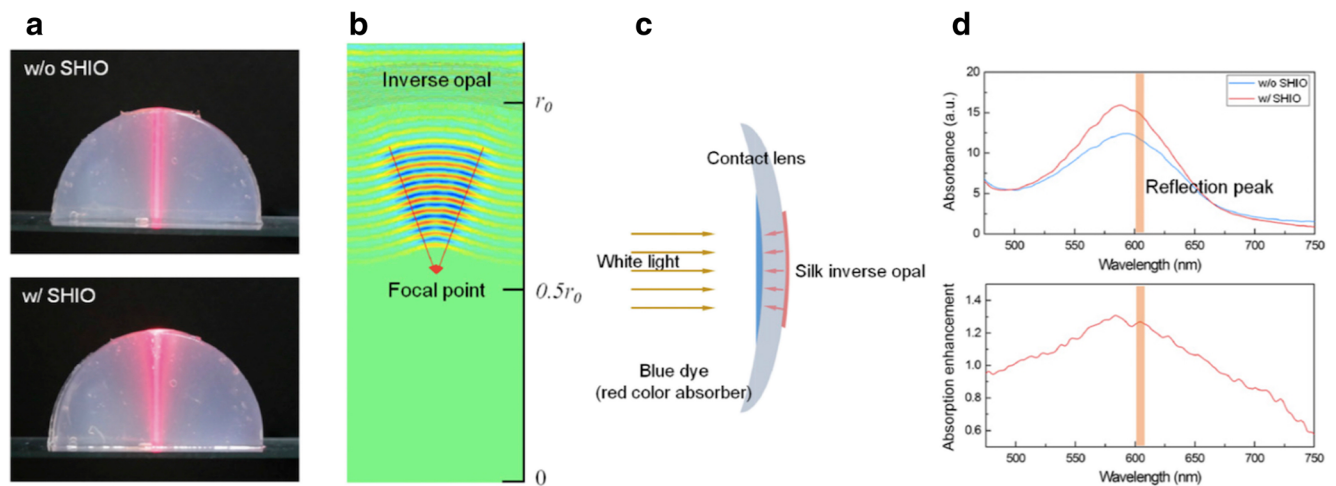 a
w/o SHIO
w/ SHIO
b
Inverse opal
Focal point
r₀
0.5r₀
0
c
Contact lens
White light
Silk inverse opal
Blue dye
(red color absorber)
d
20
15
10
5
0
Absorbance (a.u.)
w/o SHIO
w/ SHIO
Reflection peak
500 550 600 650 700 750
Wavelength (nm)
1.4
1.2
1.0
0.8
0.6
Absorption enhancement
500 550 600 650 700 750
Wavelength (nm)